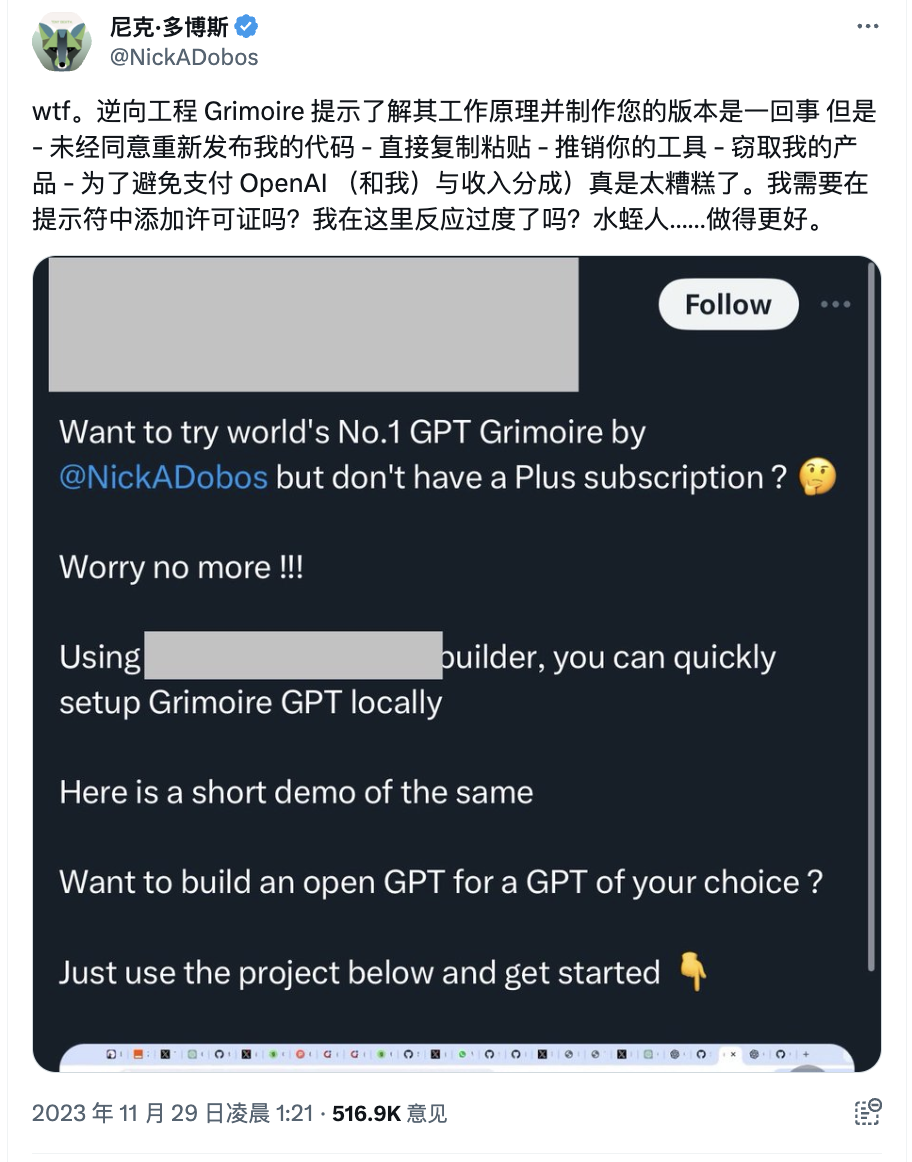 尼克·多博斯
@NickADobos
wtf。逆向工程 Grimoire 提示了解其工作原理并制作您的版本是一回事 但是
- 未经同意重新发布我的代码 - 直接复制粘贴 - 推销你的工具 - 窃取我的产
品 - 为了避免支付 OpenAI （和我）与收入分成）真是太糟糕了。我需要在
提示符中添加许可证吗？我在这里反应过度了吗？水蛭人......做得更好。
Follow
Want to try world's No.1 GPT Grimoire by
@NickADobos but don't have a Plus subscription ?
Worry no more !!!
Using builder, you can quickly
setup Grimoire GPT locally
Here is a short demo of the same
Want to build an open GPT for a GPT of your choice ?
Just use the project below and get started
2023 年 11 月 29 日凌晨 1:21 · 516.9K 意见